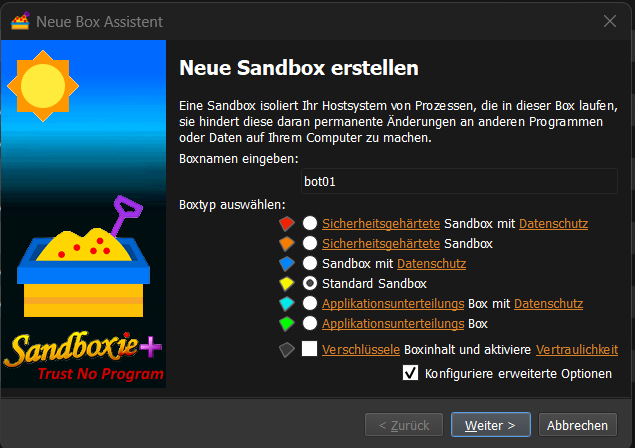 Neue Box Assistent
Neue Sandbox erstellen
Eine Sandbox isoliert Ihr Hostsystem von Prozessen, die in dieser Box laufen,
sie hindert diese daran permanente Änderungen an anderen Programmen
oder Daten auf Ihrem Computer zu machen.
Boxnamen eingeben:
bot01
Boxtyp auswählen:
Sicherheitsgehärtete Sandbox mit Datenschutz
Sicherheitsgehärtete Sandbox
Sandbox mit Datenschutz
Standard Sandbox
Applikationsunterteilungs Box mit Datenschutz
Applikationsunterteilungs Box
Verschlüssele Boxinhalt und aktiviere Vertraulichkeit
Konfiguriere erweiterte Optionen
Sandboxie+
Trust No Program
< Zurück
Weiter >
Abbrechen